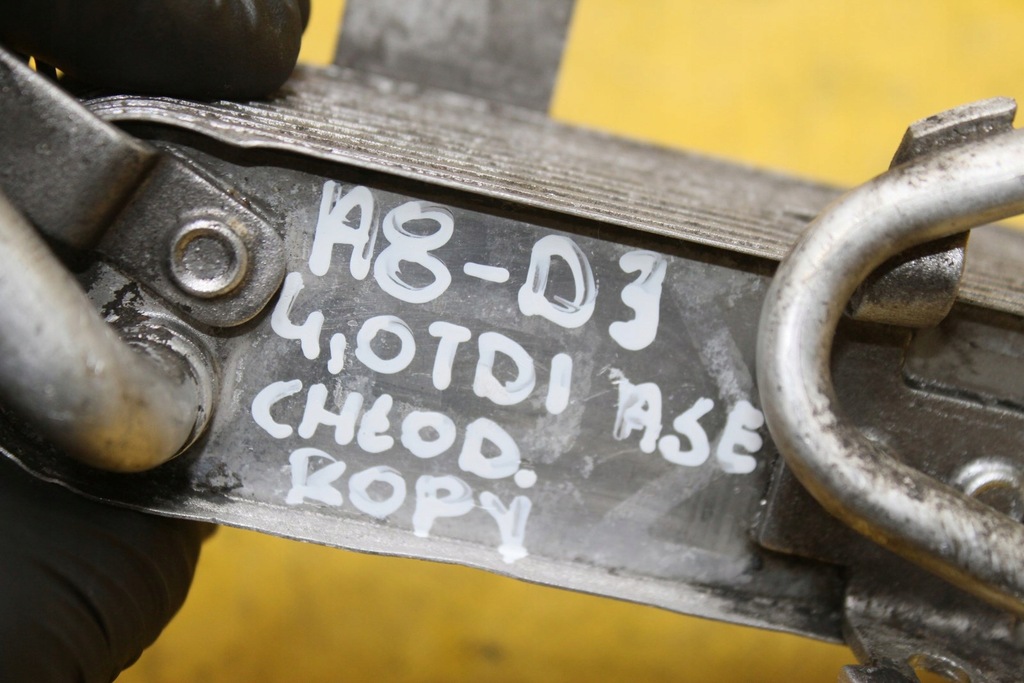 A8-D3
4,0TDI ASE
CHŁOD.
ROPY